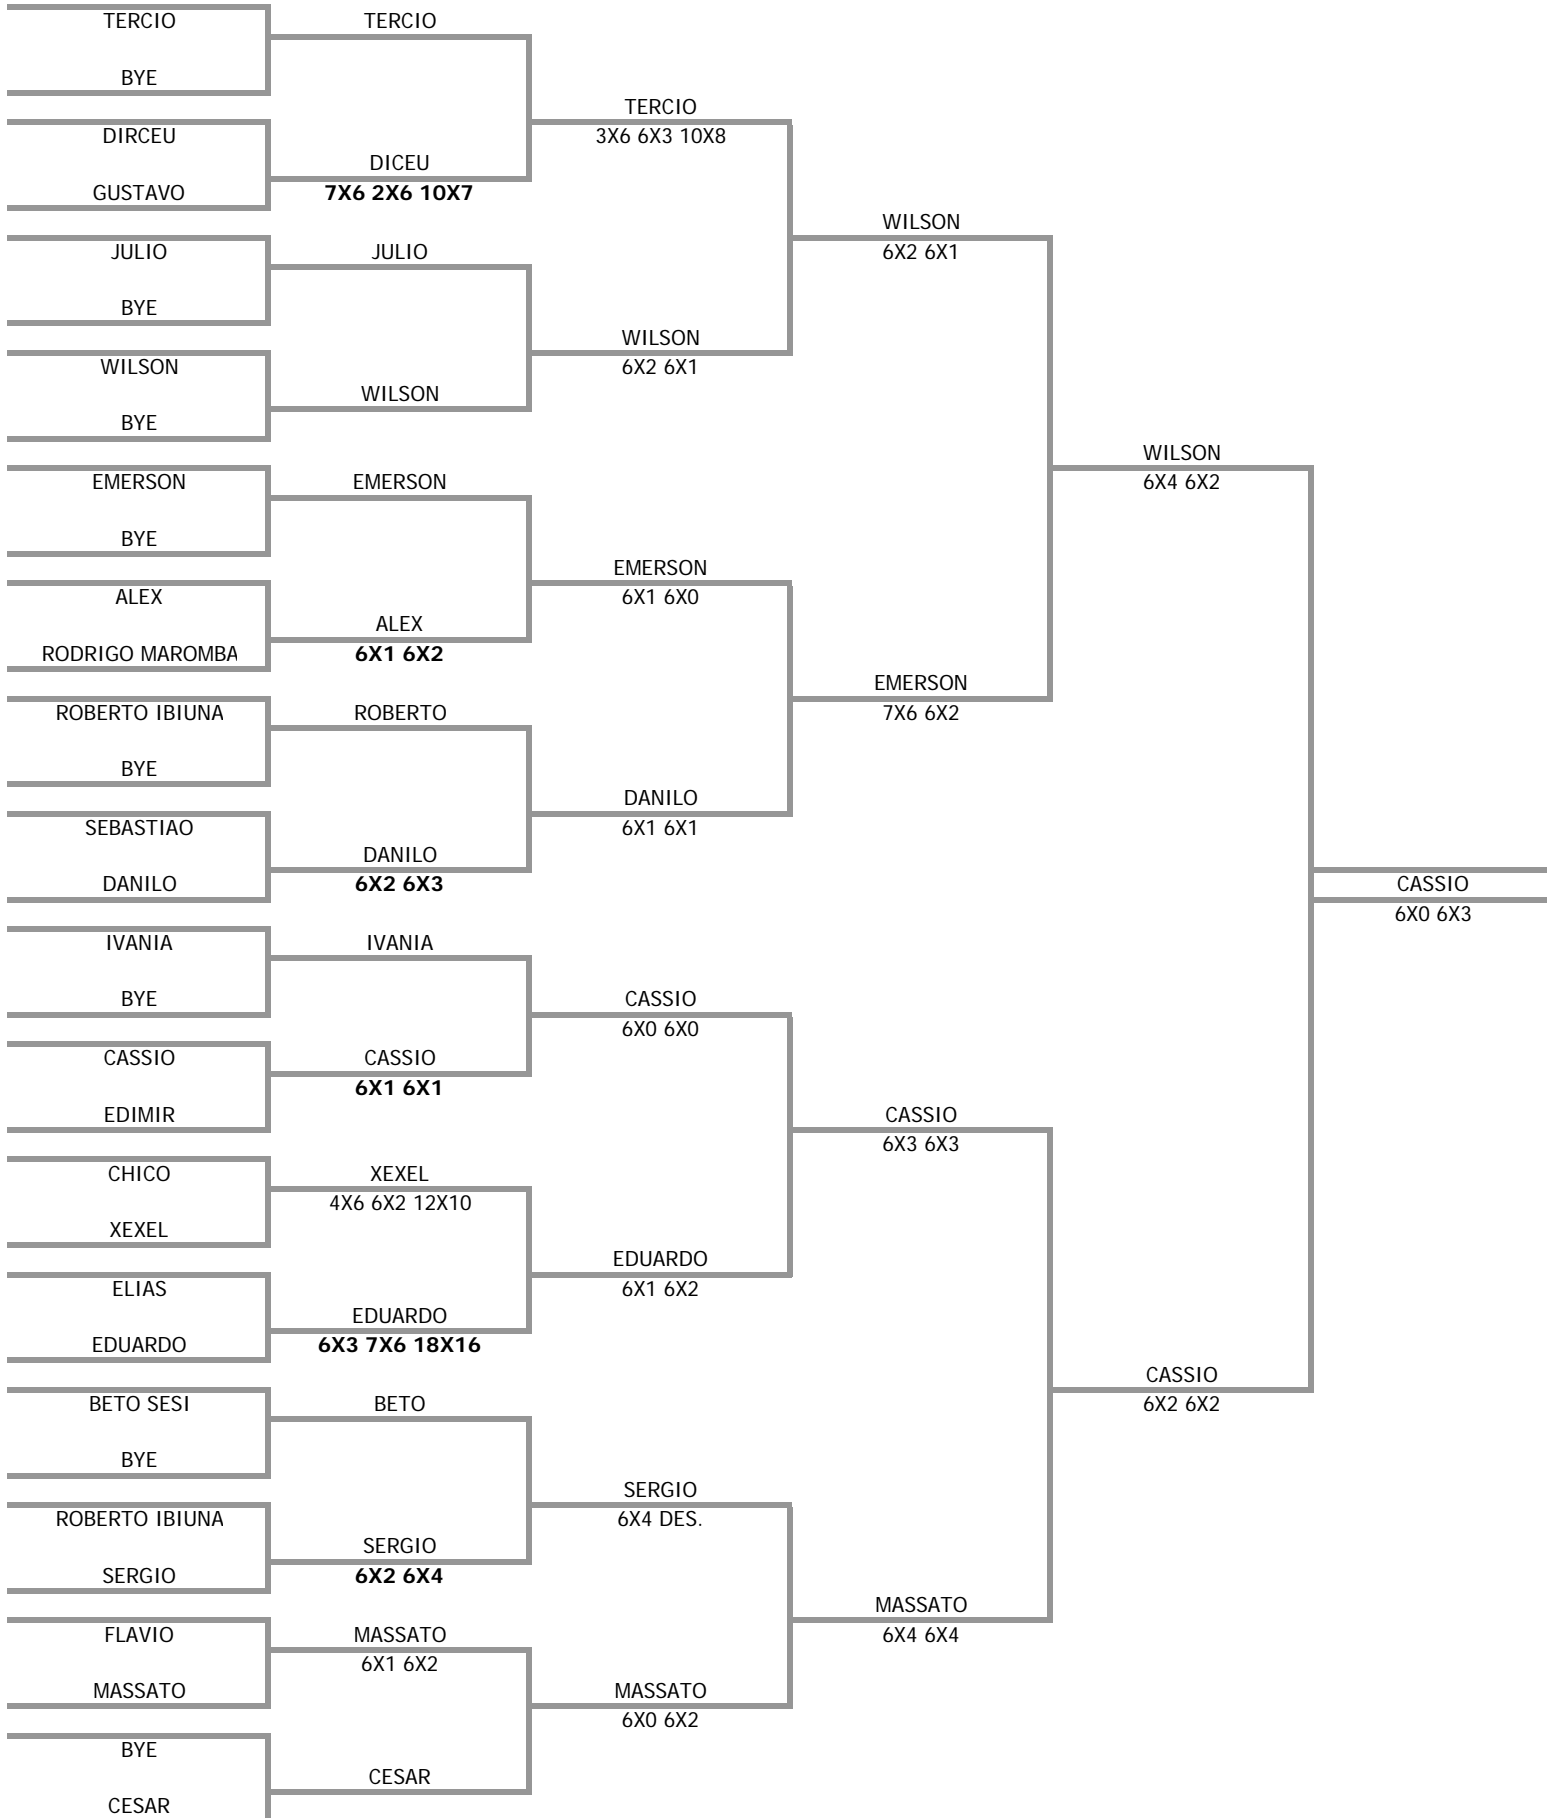 TERCIO
BYE
DIRCEU
GUSTAVO
JULIO
BYE
WILSON
BYE
EMERSON
BYE
ALEX
RODRIGO MAROMBA
ROBERTO IBIUNA
BYE
SEBASTIAO
DANILO
IVANIA
BYE
CASSIO
EDIMIR
CHICO
XEXEL
ELIAS
EDUARDO
BETO SESI
BYE
ROBERTO IBIUNA
SERGIO
FLAVIO
MASSATO
BYE
CESAR
TERCIO
DICEU
7X6 2X6 10X7
JULIO
WILSON
EMERSON
ALEX
6X1 6X2
ROBERTO
DANILO
6X2 6X3
IVANIA
CASSIO
6X1 6X1
XEXEL
4X6 6X2 12X10
EDUARDO
6X3 7X6 18X16
BETO
SERGIO
6X2 6X4
MASSATO
6X1 6X2
CESAR
TERCIO
3X6 6X3 10X8
WILSON
6X2 6X1
EMERSON
6X1 6X0
DANILO
6X1 6X1
CASSIO
6X0 6X0
EDUARDO
6X1 6X2
SERGIO
6X4 DES.
MASSATO
6X0 6X2
WILSON
6X2 6X1
EMERSON
7X6 6X2
CASSIO
6X3 6X3
MASSATO
6X4 6X4
WILSON
6X4 6X2
CASSIO
6X2 6X2
CASSIO
6X0 6X3